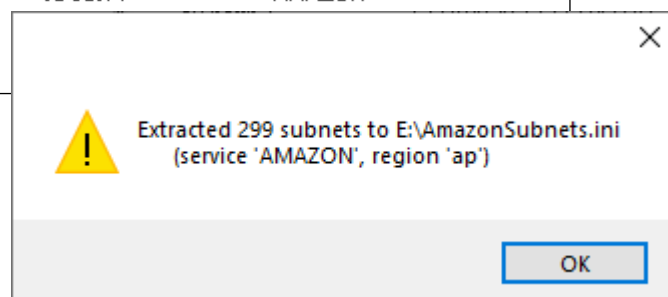 Extracted 299 subnets to E:\AmazonSubnets.ini
(service 'AMAZON', region 'ap')
OK